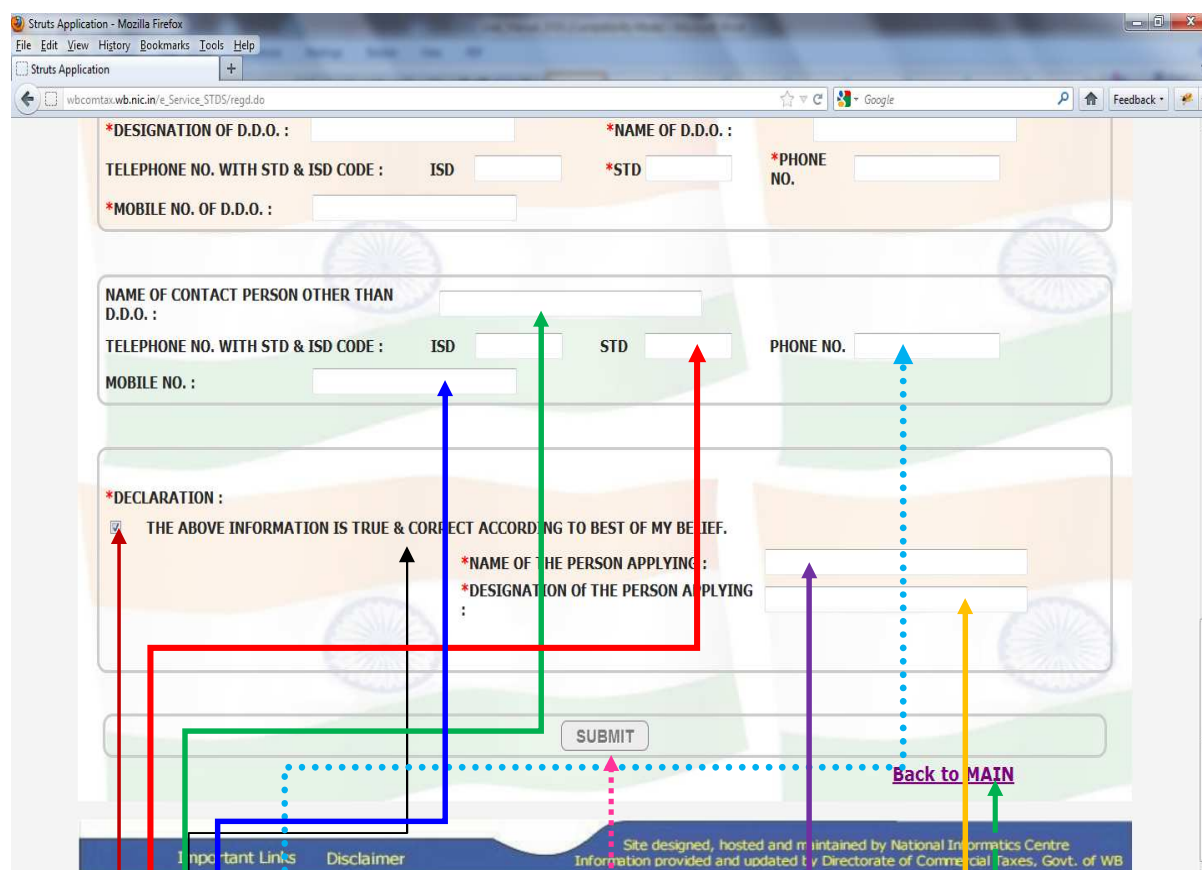 Struts Application - Mozilla Firefox
File Edit View History Bookmarks Tools Help
Struts Application +
wbcomtax.wb.nic.in/e_Service_STDS/regd.do Google Feedback
*DESIGNATION OF D.D.O. : *NAME OF D.D.O. :
TELEPHONE NO. WITH STD & ISD CODE : ISD *STD *PHONE NO.
*MOBILE NO. OF D.D.O. :
NAME OF CONTACT PERSON OTHER THAN
D.D.O. :
TELEPHONE NO. WITH STD & ISD CODE : ISD STD PHONE NO.
MOBILE NO. :
*DECLARATION :
THE ABOVE INFORMATION IS TRUE & CORRECT ACCORDING TO BEST OF MY BELIEF.
*NAME OF THE PERSON APPLYING :
*DESIGNATION Of THE PERSON APPLYING
:
SUBMIT
Back to MAIN
Important Links Disclaimer
Site designed, hosted and maintained by National Informatics Centre
Information provided and updated by Directorate of Commercial Taxes, Govt. of WB